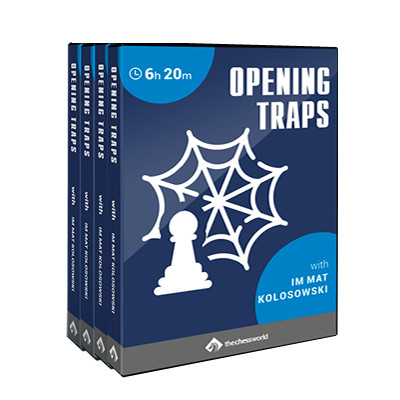 OPENING TRAPS
with
IM MAT KOLOSOWSKI
OPENING TRAPS
with
IM MAT KOLOSOWSKI
OPENING TRAPS
with
IM MAT KOLOSOWSKI
OPENING TRAPS
with
IM MAT KOLOSOWSKI
6h 20m
OPENING
TRAPS
with
IM MAT
KOLOSOWSKI
thechessworld